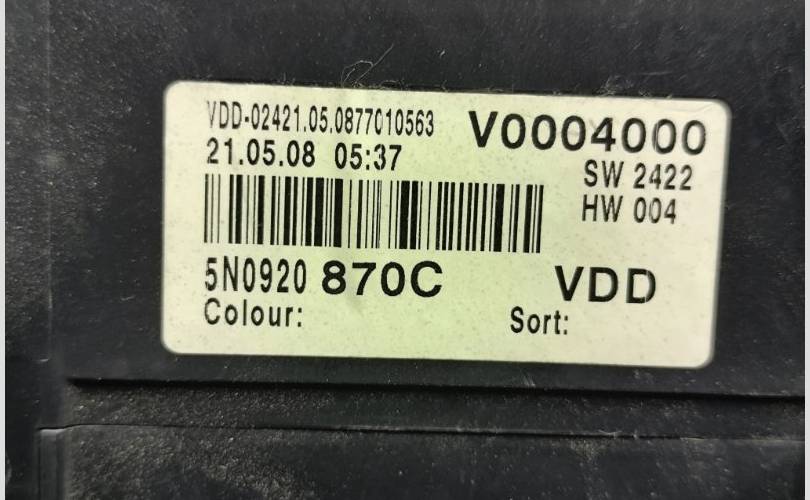 VDD-02421.05.0877010563 V0004000
21.05.08 05:37
SW 2422
HW 004
5N0920 870C VDD
Colour: Sort: